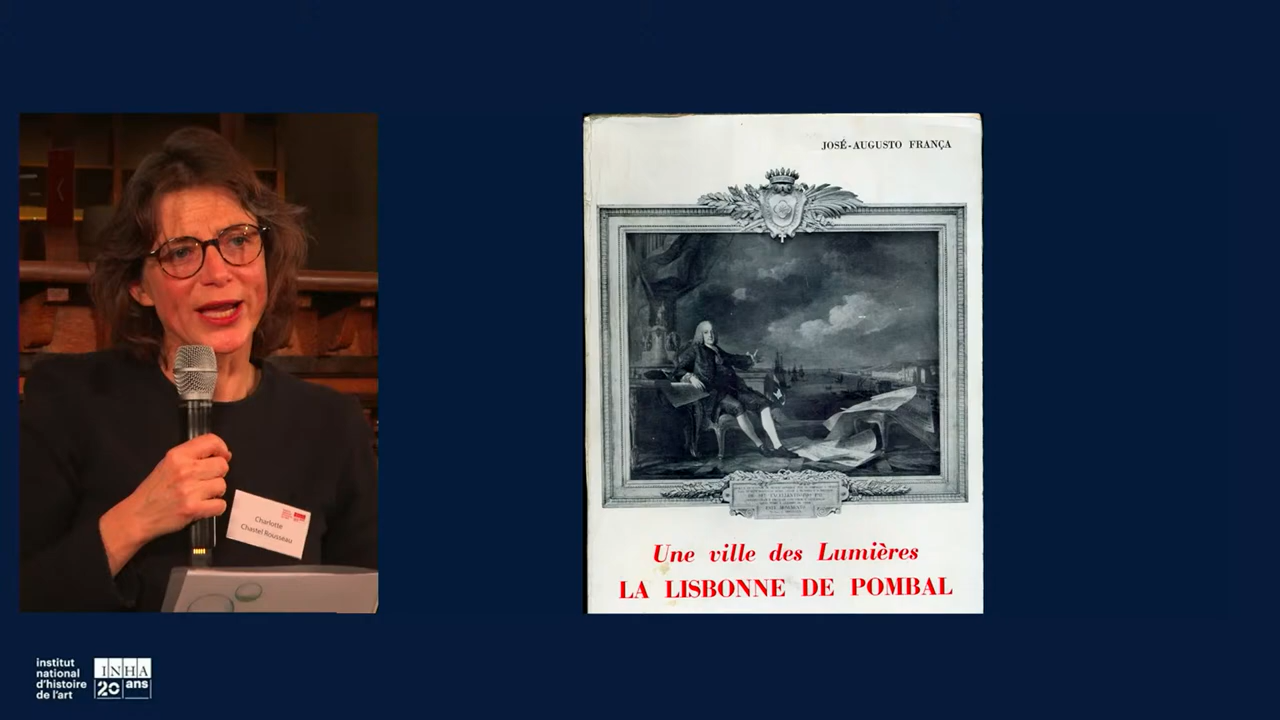 JOSÉ-AUGUSTO FRANÇA
Une ville des Lumières
LA LISBONNE DE POMBAL
Charlotte
Chastel Rousseau
institut
national
d'histoire
de l'art
INHA
20 ans